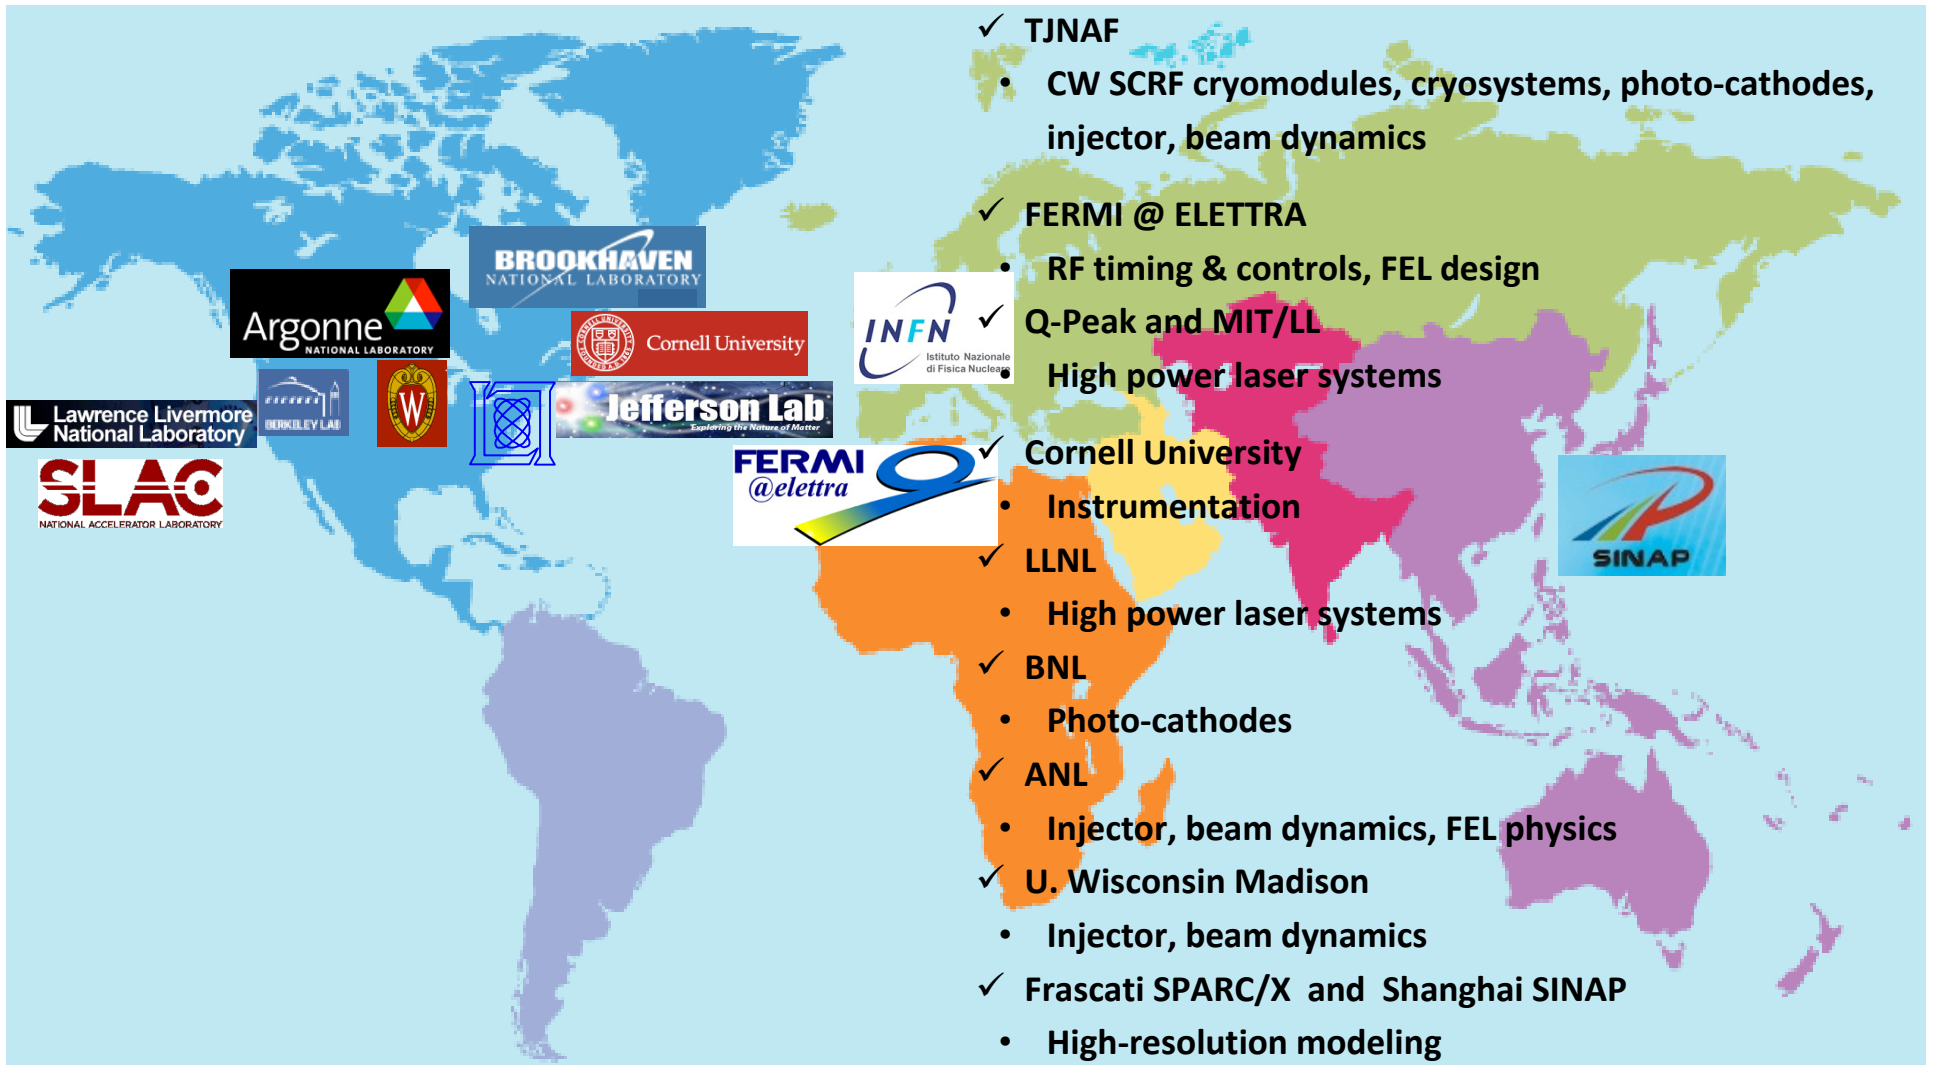 ✓ TJNAF
• CW SCRF cryomodules, cryosystems, photo-cathodes,
injector, beam dynamics
✓ FERMI @ ELETTRA
• RF timing & controls, FEL design
✓ Q-Peak and MIT/LL
• High power laser systems
✓ Cornell University
• Instrumentation
✓ LLNL
• High power laser systems
✓ BNL
• Photo-cathodes
✓ ANL
• Injector, beam dynamics, FEL physics
✓ U. Wisconsin Madison
• Injector, beam dynamics
✓ Frascati SPARC/X and Shanghai SINAP
• High-resolution modeling
BROOKHAVEN
NATIONAL LABORATORY
Argonne
NATIONAL LABORATORY
Cornell University
CORNELL UNIVERSITY
INFN
Istituto Nazionale
di Fisica Nucleare
Lawrence Livermore
National Laboratory
BERKELEY LAB
W
Jefferson Lab
Exploring the Nature of Matter
SLAC
NATIONAL ACCELERATOR LABORATORY
FERMI
@elettra
SINAP